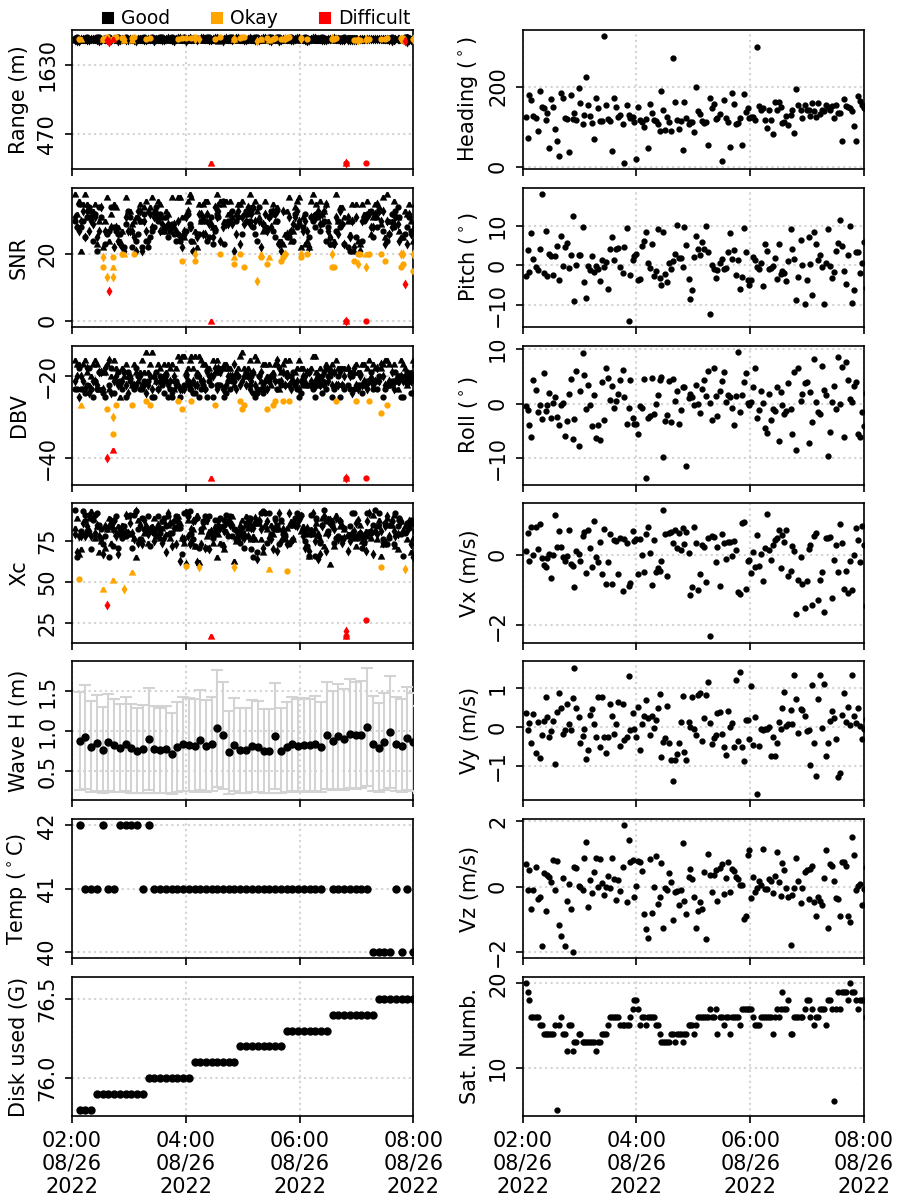 Good Okay Difficult
Range (m)
1630
470
Heading (°)
200
0
SNR
20
0
Pitch (°)
10
0
−10
DBV
−20
−40
Roll (°)
10
0
−10
Xc
75
50
25
Vx (m/s)
0
−2
Wave H (m)
1.5
1.0
0.5
Vy (m/s)
1
0
−1
Temp (°C)
42
41
40
Vz (m/s)
2
0
−2
Disk used (G)
76.5
76.0
Sat. Numb.
20
10
02:00 04:00 06:00 08:00 02:00 04:00 06:00 08:00
08/26 08/26 08/26 08/26 08/26 08/26 08/26 08/26
2022 2022 2022 2022 2022 2022 2022 2022